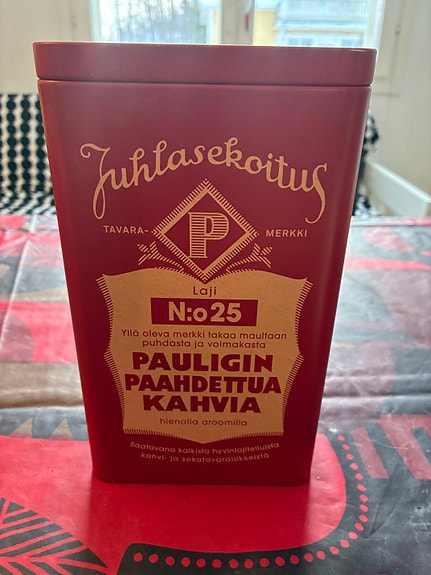 Juhlasekoitus
TAVARA- P MERKKI
Laji
N:o 25
Yllä oleva merkki takaa maultaan
puhdasta ja voimakasta
PAULIGIN
PAAHDETTUA
KAHVIA
hienolla aroomilla
Saatavana kaikista hyvinlajitelluista
kahvi- ja sekatavaraliikkeistä